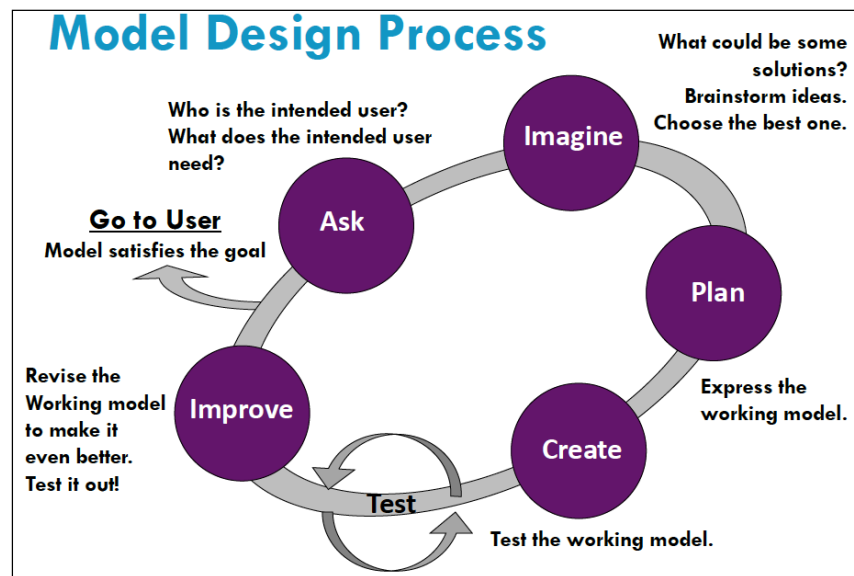 Model Design Process
What could be some
solutions?
Brainstorm ideas.
Choose the best one.
Who is the intended user?
What does the intended user
need?
Imagine
Ask
Go to User
Model satisfies the goal
Plan
Revise the
Working model
to make it
even better.
Test it out!
Improve
Express the
working model.
Create
Test
Test the working model.